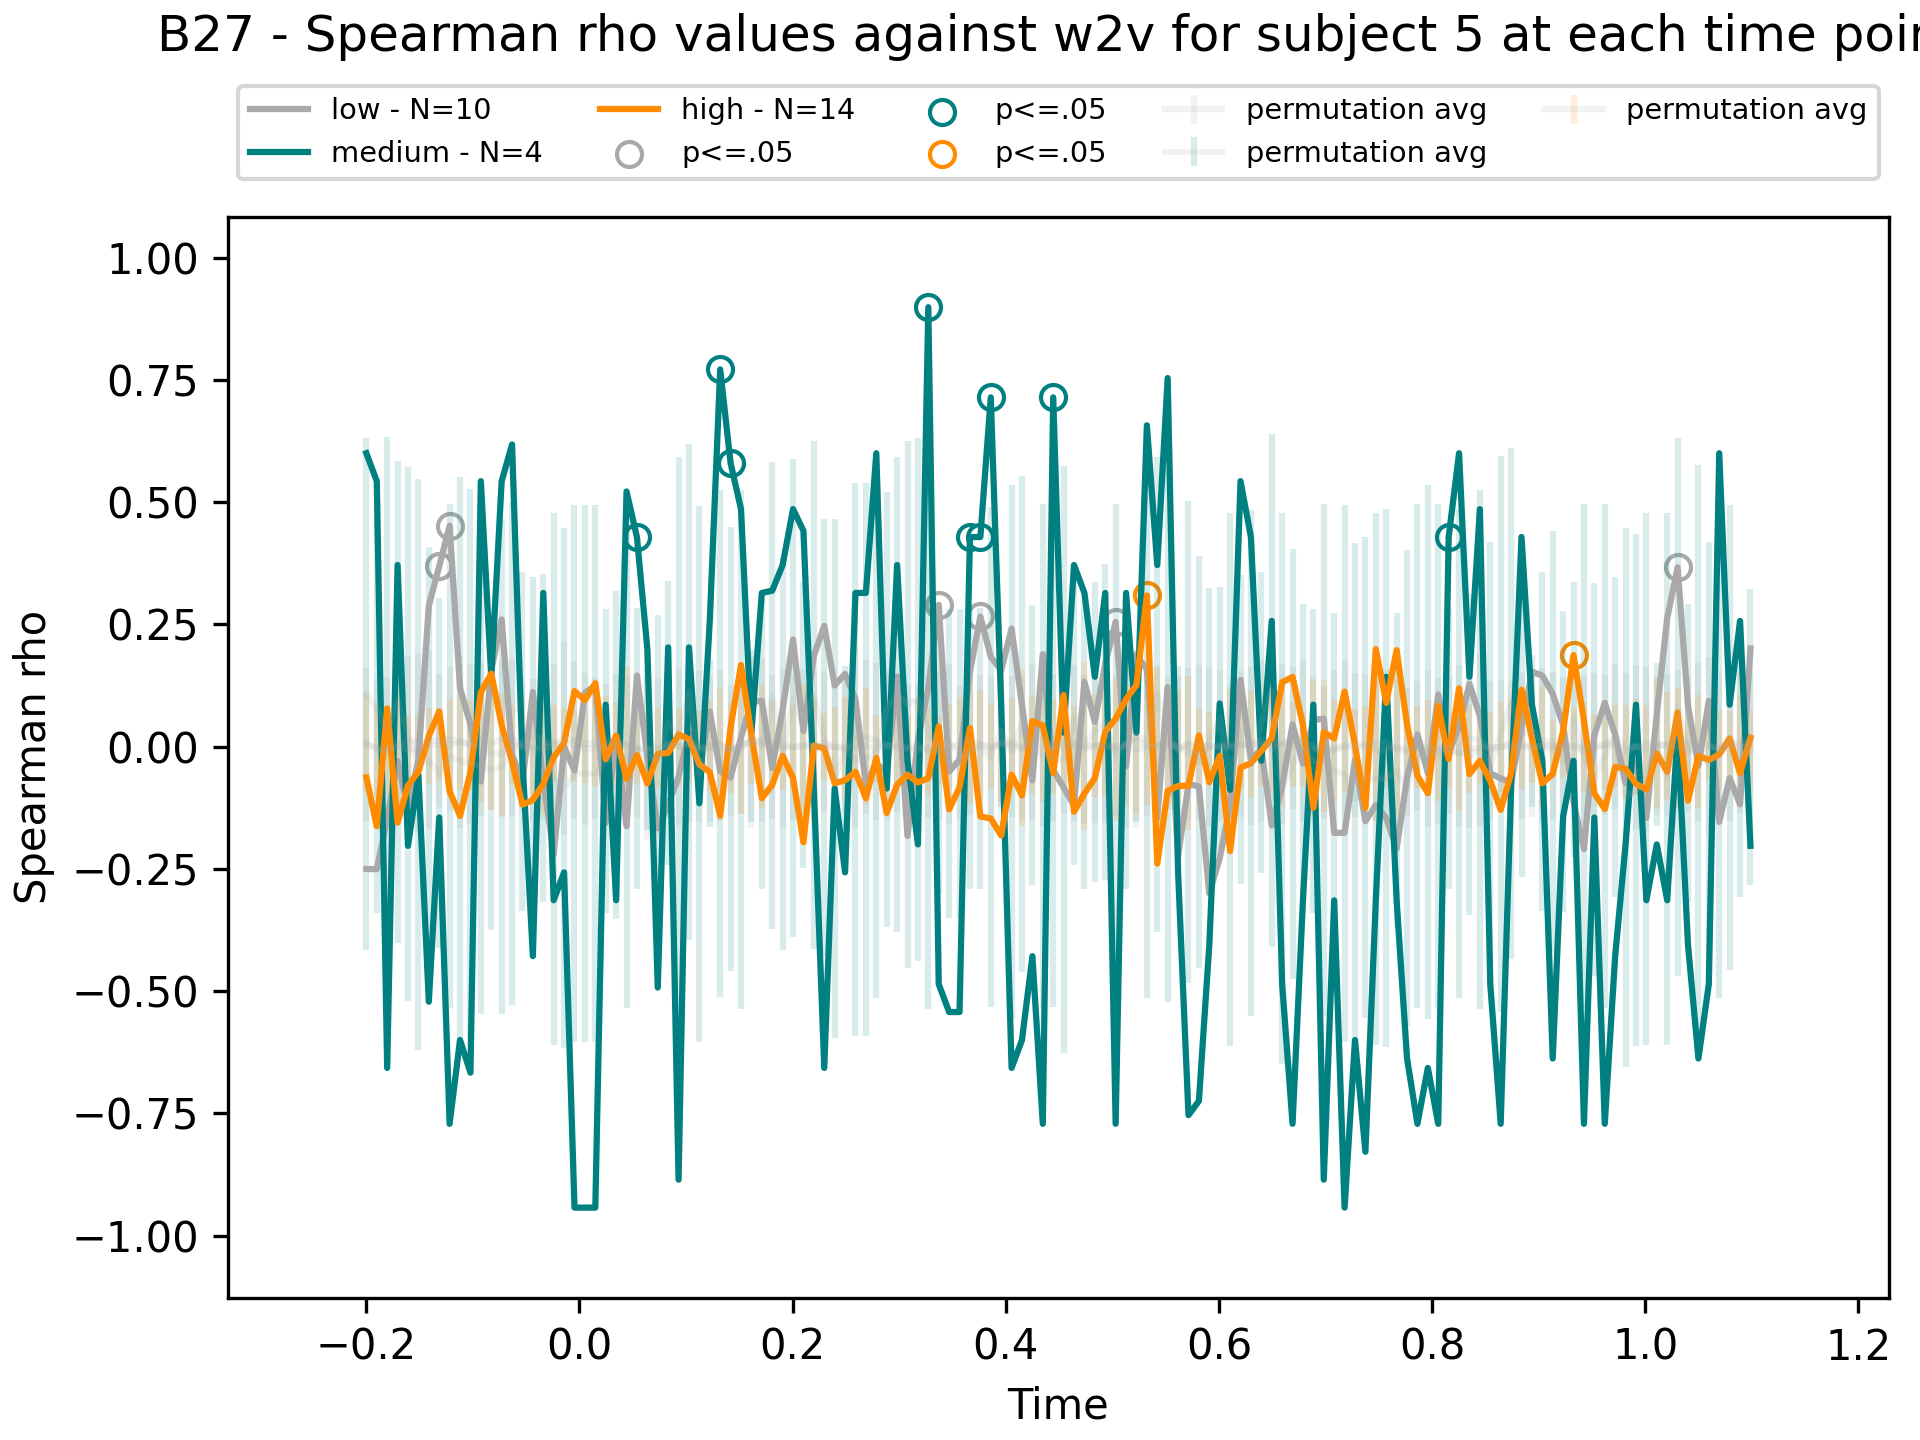 B27 - Spearman rho values against w2v for subject 5 at each time poi
low - N=10
medium - N=4
high - N=14
p<=.05
p<=.05
p<=.05
permutation avg
permutation avg
permutation avg
Spearman rho
1.00
0.75
0.50
0.25
0.00
−0.25
−0.50
−0.75
−1.00
−0.2
0.0
0.2
0.4
0.6
0.8
1.0
1.2
Time